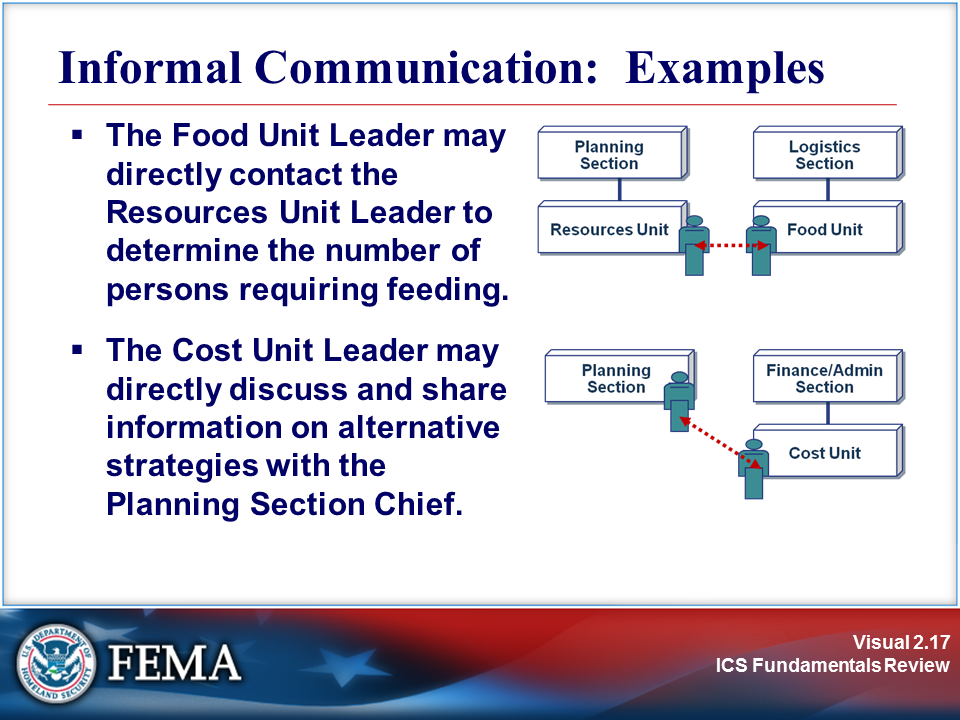 Informal Communication:  Examples
▪ The Food Unit Leader may
directly contact the
Resources Unit Leader to
determine the number of
persons requiring feeding.
▪ The Cost Unit Leader may
directly discuss and share
information on alternative
strategies with the
Planning Section Chief.
Planning
Section
Logistics
Section
Resources Unit
Food Unit
Planning
Section
Finance/Admin
Section
Cost Unit
U.S. DEPARTMENT OF
HOMELAND SECURITY
FEMA
Visual 2.17
ICS Fundamentals Review